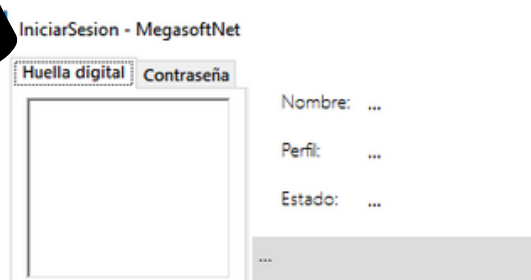 IniciarSesion - MegasoftNet
Huella digital Contraseña
Nombre: ...
Perfil: ...
Estado: ...
...